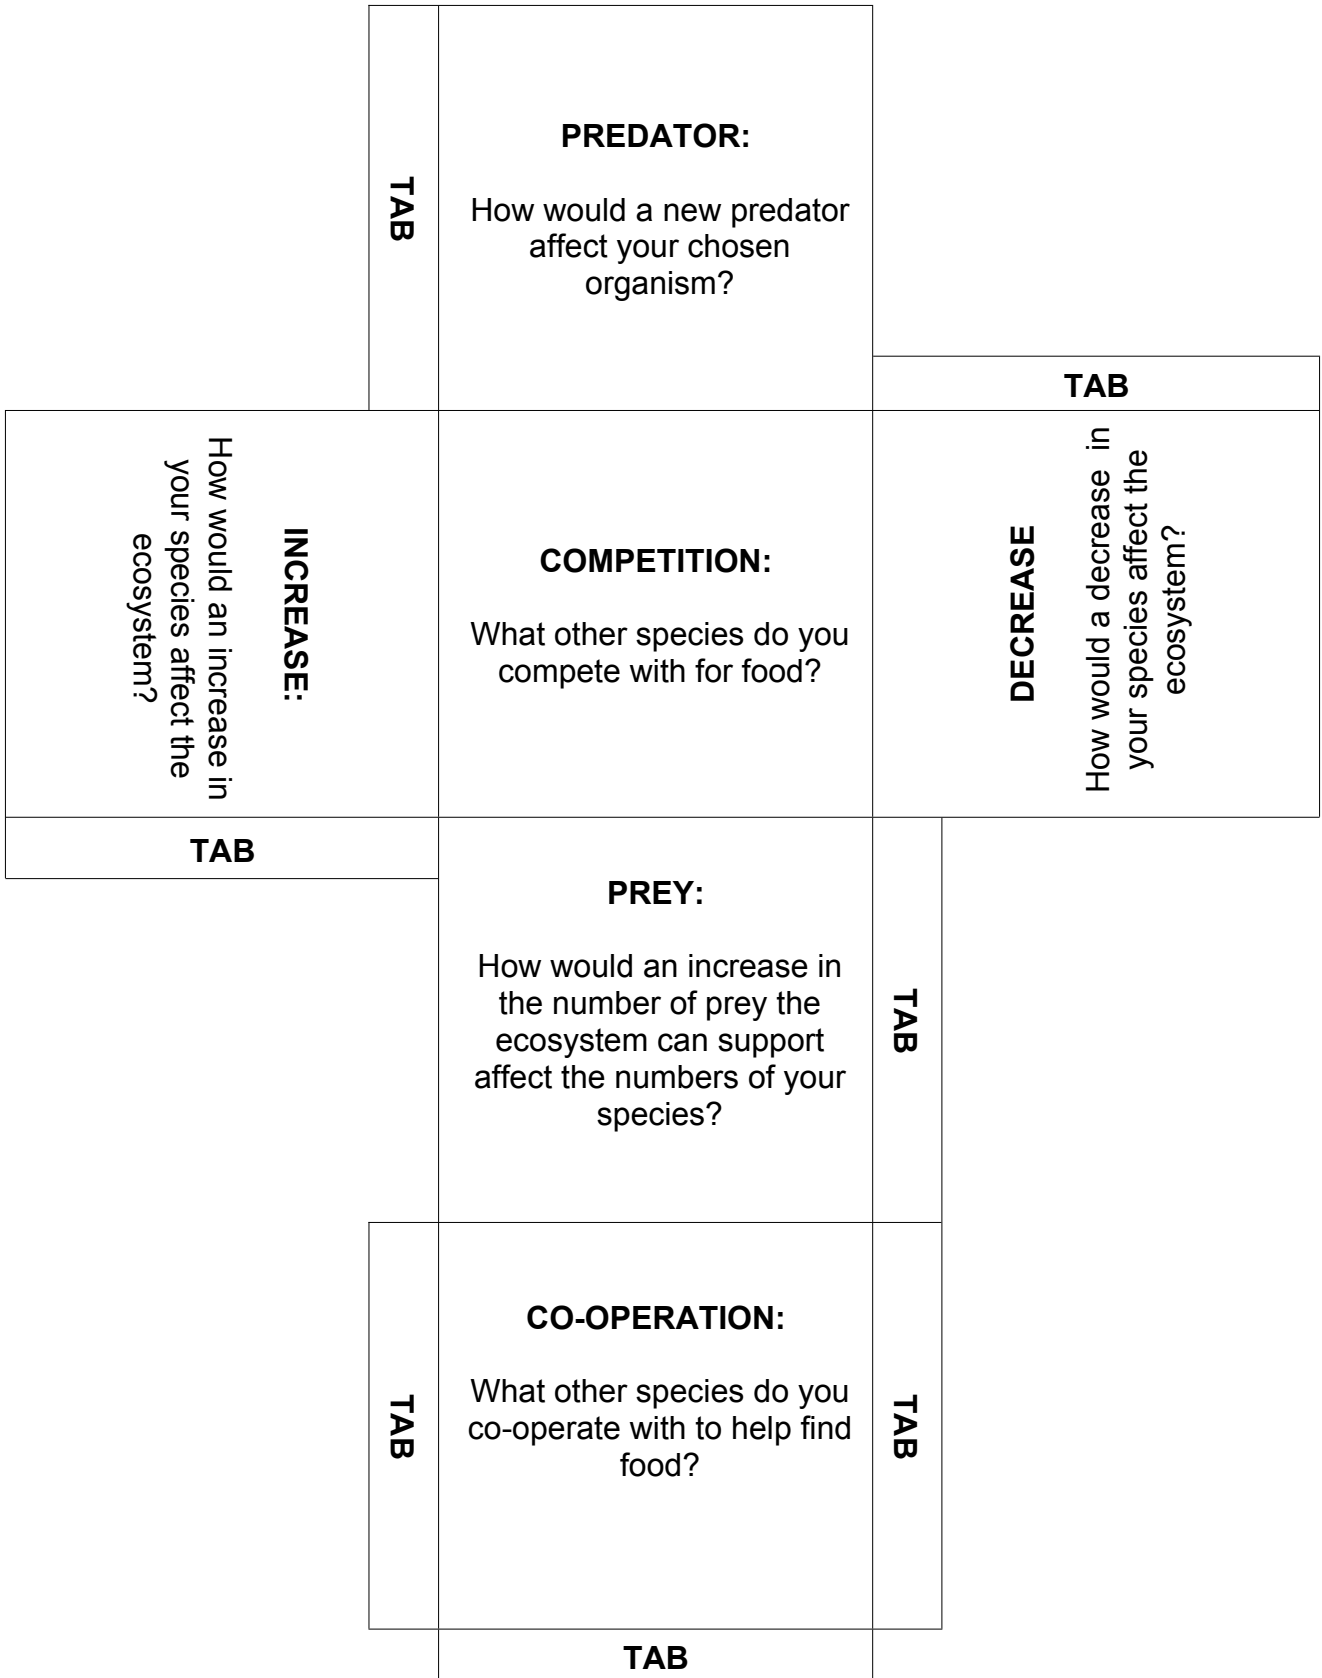 PREDATOR:
How would a new predator
affect your chosen
organism?
TAB
TAB
INCREASE:
How would an increase in
your species affect the
ecosystem?
COMPETITION:
What other species do you
compete with for food?
DECREASE
How would a decrease in
your species affect the
ecosystem?
TAB
PREY:
How would an increase in
the number of prey the
ecosystem can support
affect the numbers of your
species?
TAB
TAB
CO-OPERATION:
What other species do you
co-operate with to help find
food?
TAB
TAB